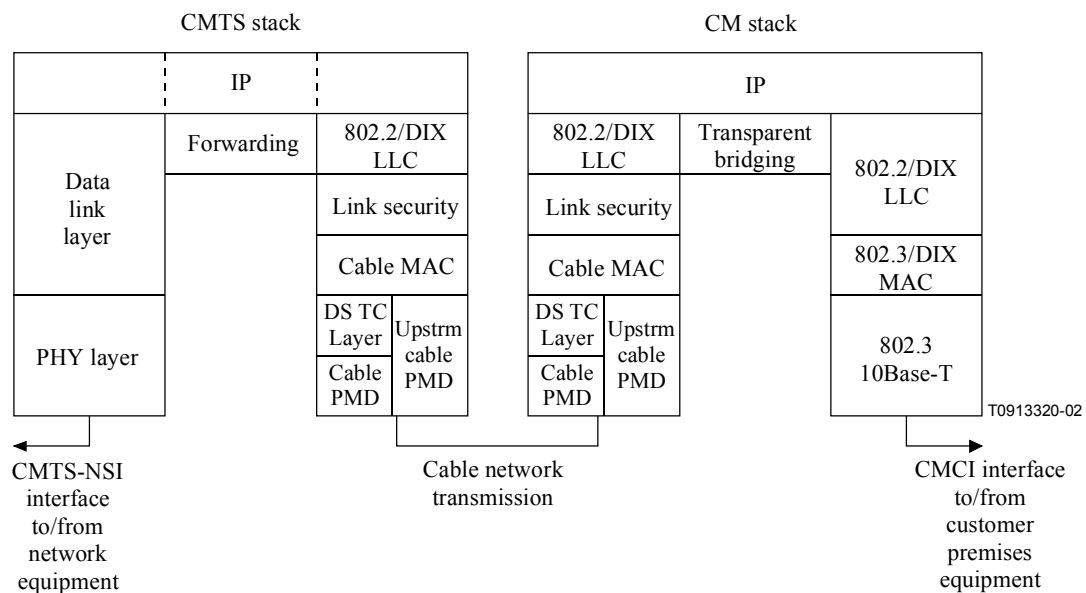 CMTS stack
CM stack
IP
IP
Data
link
layer
Forwarding
802.2/DIX
LLC
Link security
Cable MAC
PHY layer
DS TC
Layer
Cable
PMD
Upstrm
cable
PMD
802.2/DIX
LLC
Transparent
bridging
802.2/DIX
LLC
Link security
Cable MAC
802.3/DIX
MAC
DS TC
Layer
Cable
PMD
Upstrm
cable
PMD
802.3
10Base-T
T0913320-02
CMTS-NSI
interface
to/from
network
equipment
Cable network
transmission
CMCI interface
to/from
customer
premises
equipment